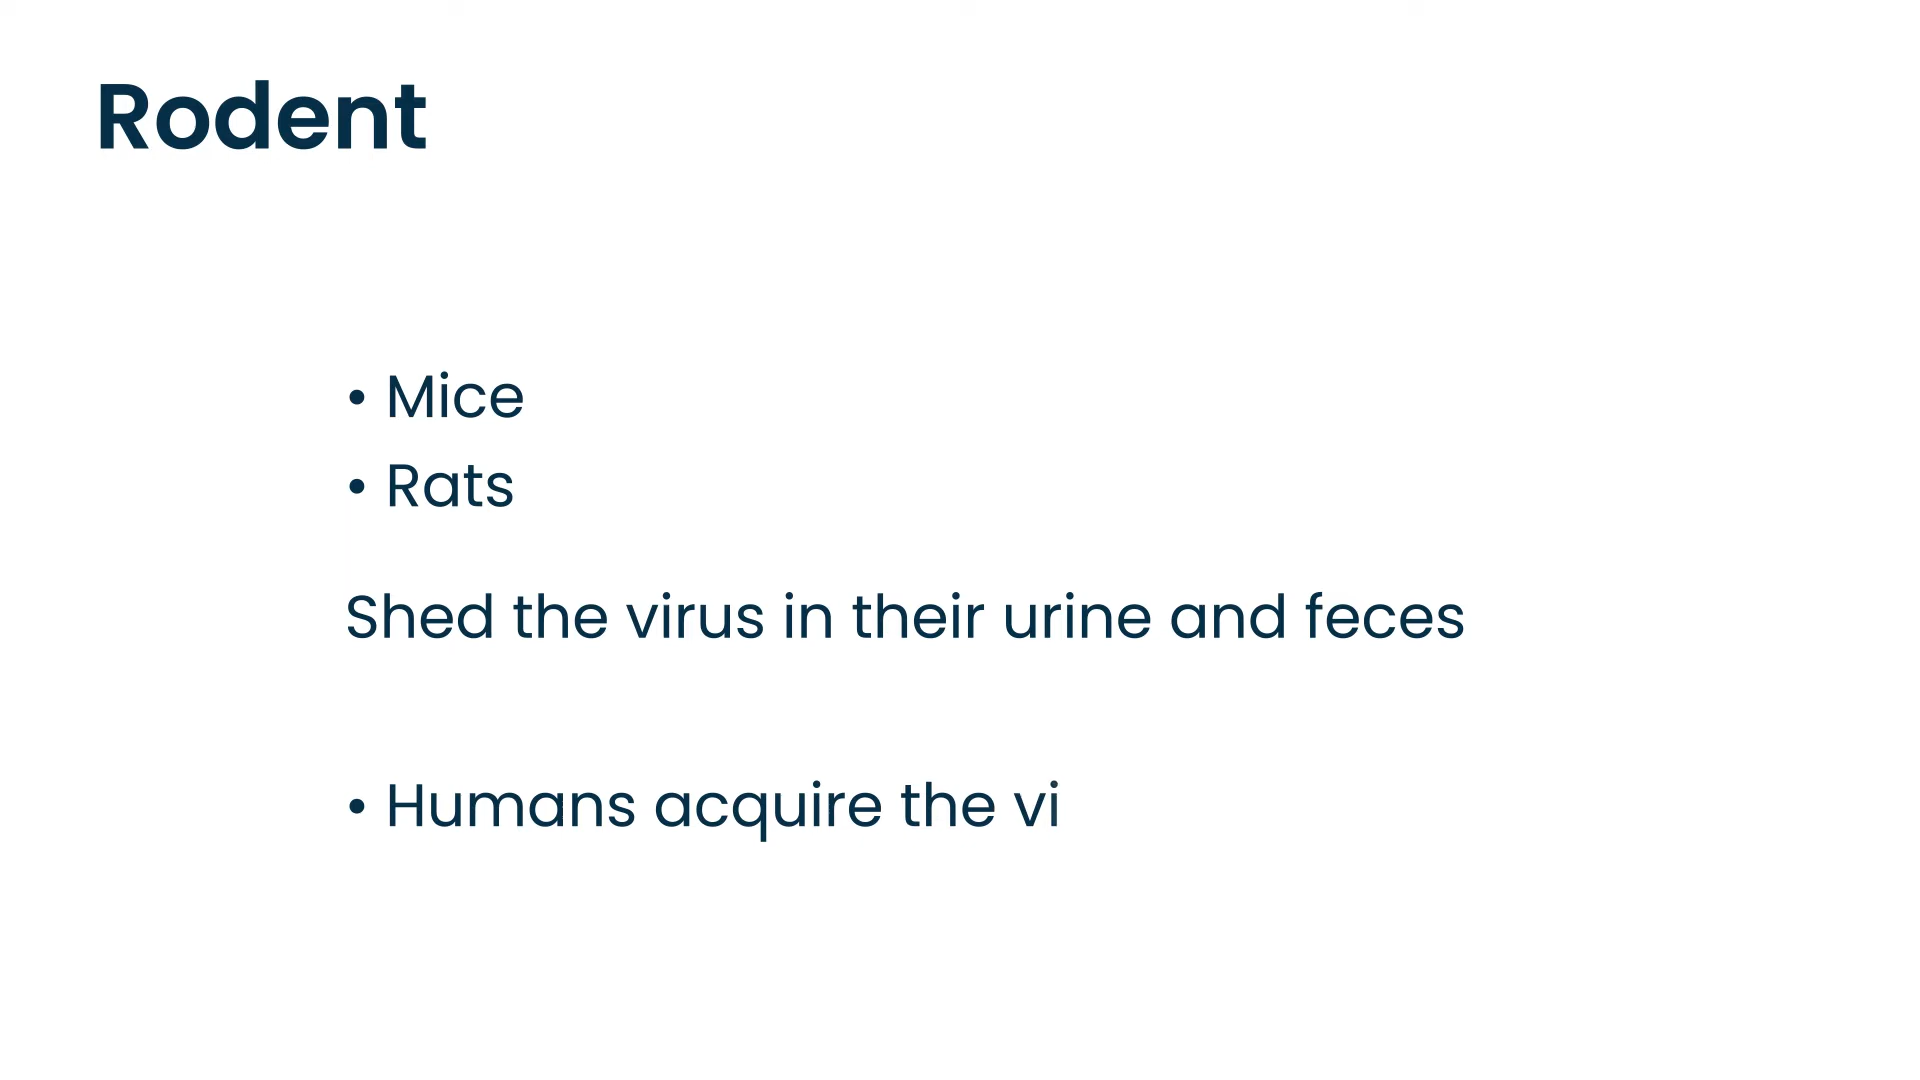 Rodent
• Mice
• Rats
Shed the virus in their urine and feces
• Humans acquire the vi